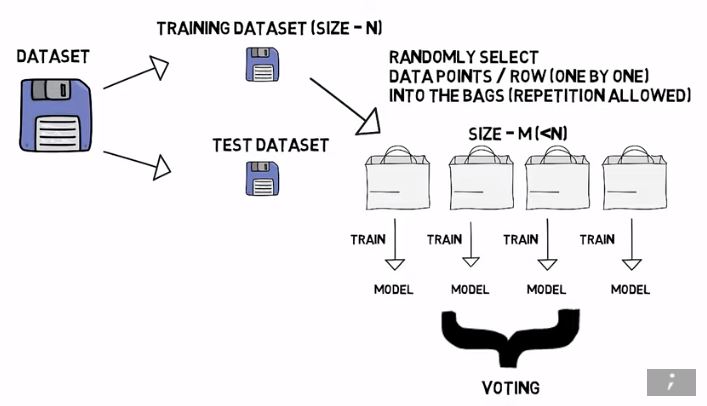 TRAINING DATASET (SIZE - N)
DATASET
RANDOMLY SELECT
DATA POINTS / ROW (ONE BY ONE)
INTO THE BAGS (REPETITION ALLOWED)
TEST DATASET
SIZE - M (<N)
TRAIN
TRAIN
TRAIN
TRAIN
MODEL
MODEL
MODEL
MODEL
VOTING
;